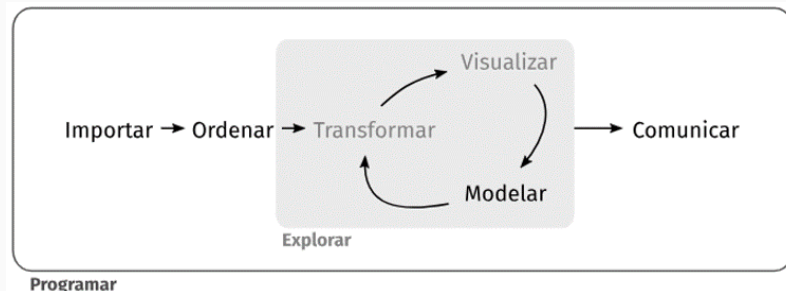 Visualizar
Importar → Ordenar → Transformar → Comunicar
Modelar
Explorar
Programar